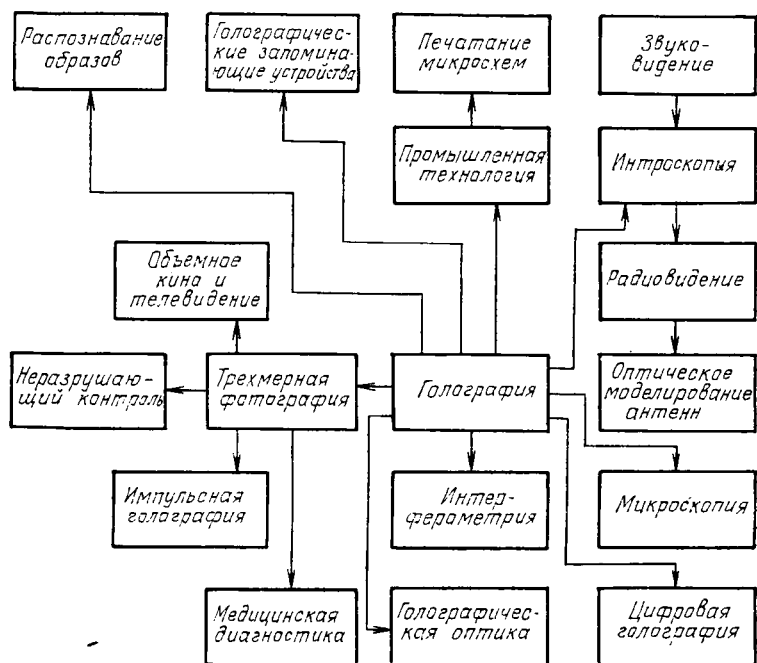 Распознавание
образов
Голографичес-
кие запомина-
ющие устройства
Печатание
микросхем
Звуко-
видение
Промышленная
технология
Интроскопия
Объемное
кино и
телевидение
Радиовидение
Неразрушаю-
щий контроль
Трехмерная
фотография
Голография
Оптическое
моделирование
антенн
Импульсная
голография
Интер-
ферометрия
Микроскопия
Медицинская
диагностика
Голографичес-
кая оптика
Цифровая
голография